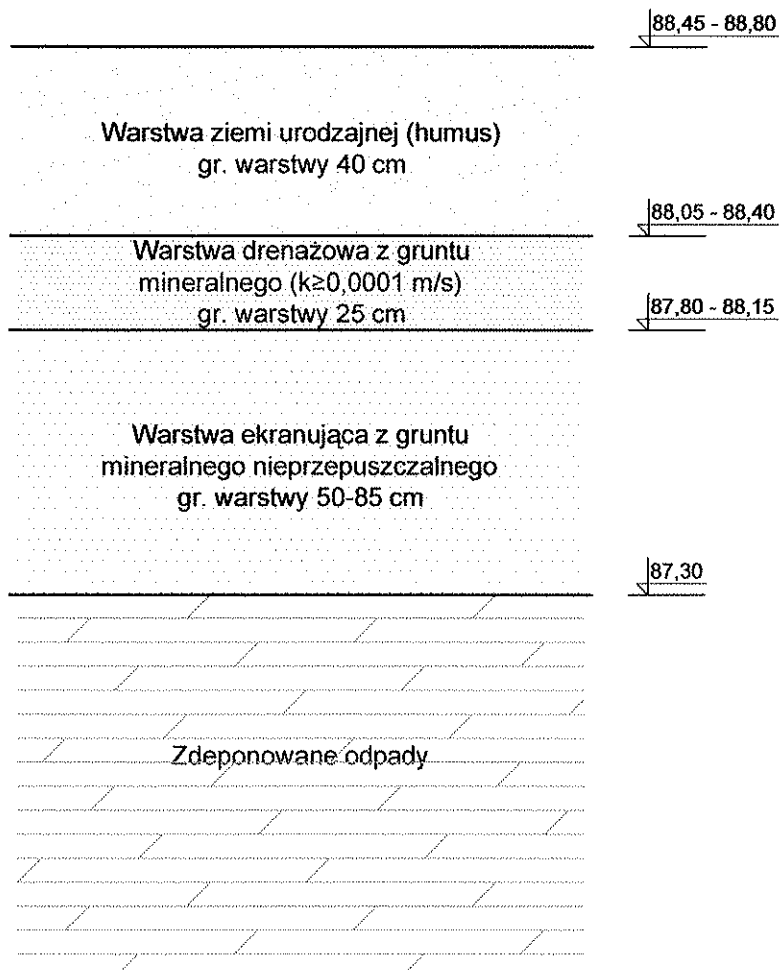 88,45 - 88,80
Warstwa ziemi urodzajnej (humus)
gr. warstwy 40 cm
88,05 - 88,40
Warstwa drenażowa z gruntu
mineralnego (k≥0,0001 m/s)
gr. warstwy 25 cm
87,80 - 88,15
Warstwa ekranująca z gruntu
mineralnego nieprzepuszczalnego
gr. warstwy 50-85 cm
87,30
Zdeponowane odpady